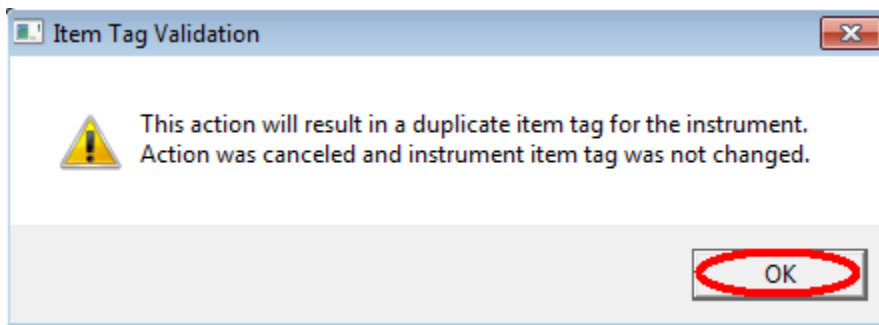 Item Tag Validation
This action will result in a duplicate item tag for the instrument.
Action was canceled and instrument item tag was not changed.
OK